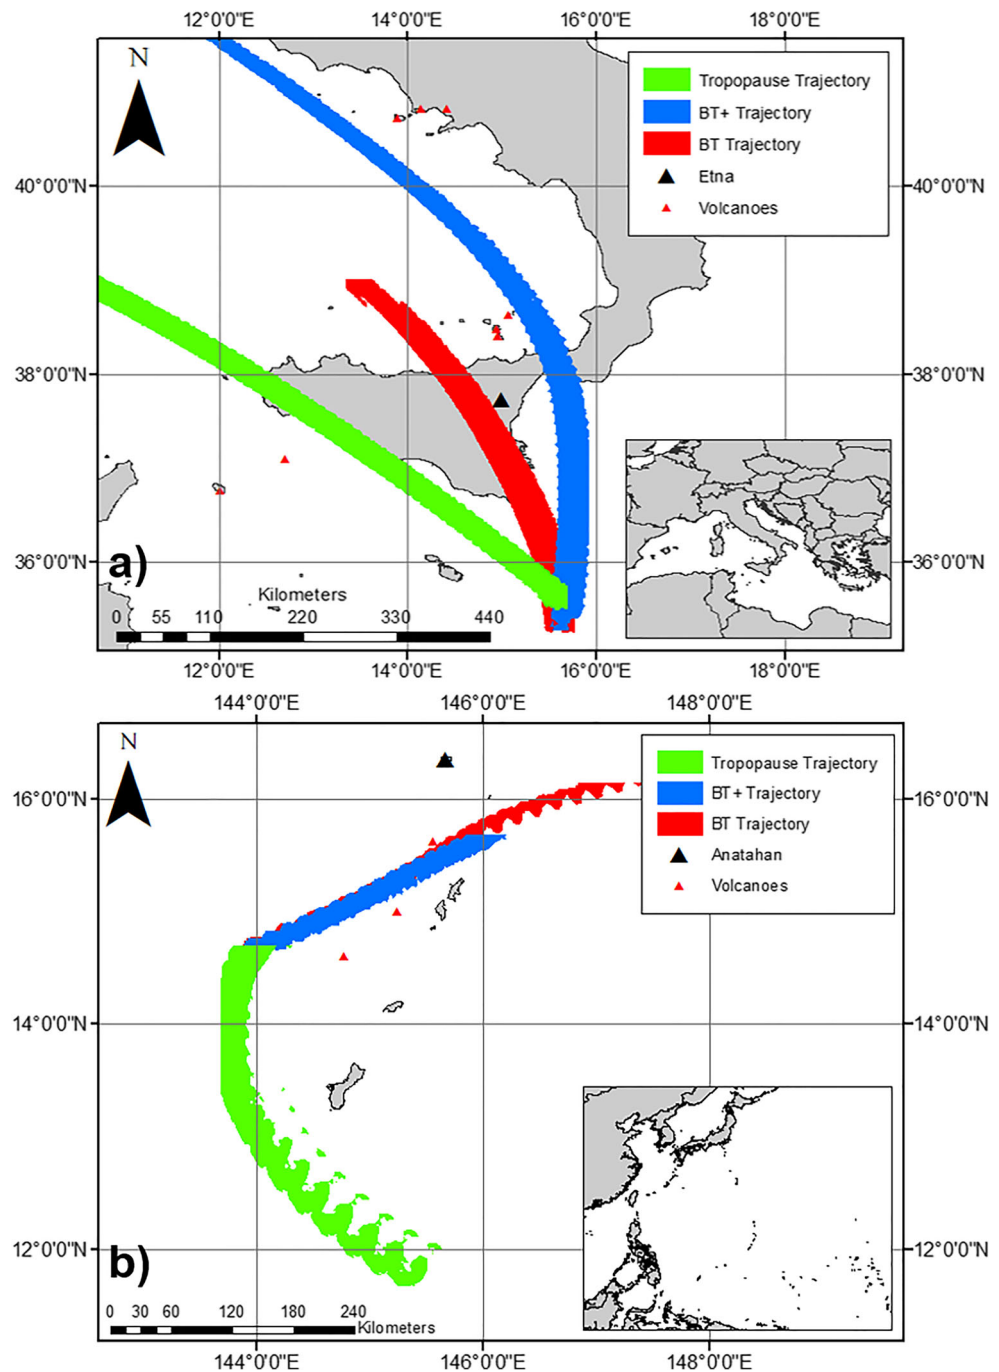 12°0'0"E 14°0'0"E 16°0'0"E 18°0'0"E
N
Tropopause Trajectory
BT+ Trajectory
BT Trajectory
Etna
Volcanoes
40°0'0"N 40°0'0"N
38°0'0"N 38°0'0"N
36°0'0"N 36°0'0"N
a)
Kilometers
0 55 110 220 330 440
12°0'0"E 14°0'0"E 16°0'0"E 18°0'0"E
144°0'0"E 146°0'0"E 148°0'0"E
N
Tropopause Trajectory
BT+ Trajectory
BT Trajectory
Anatahan
Volcanoes
16°0'0"N 16°0'0"N
14°0'0"N 14°0'0"N
12°0'0"N 12°0'0"N
b)
0 30 60 120 180 240
Kilometers
144°0'0"E 146°0'0"E 148°0'0"E